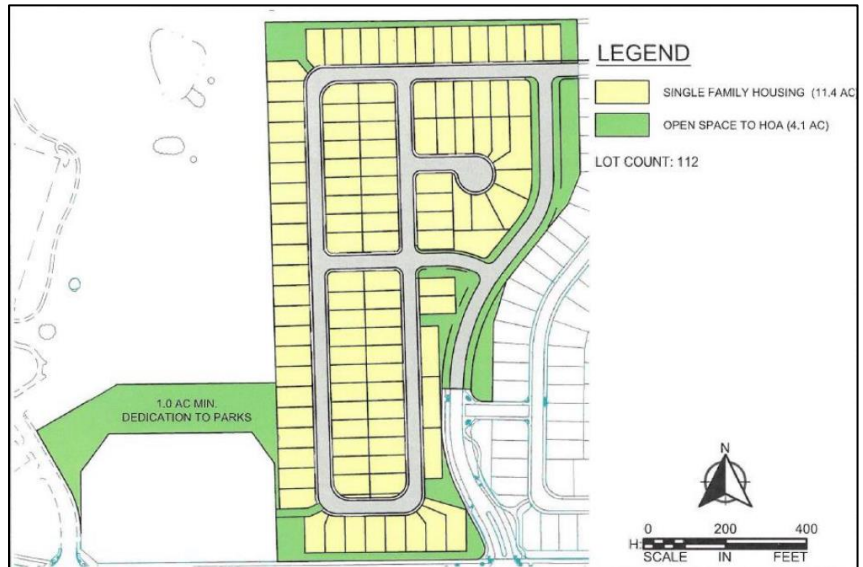 LEGEND
SINGLE FAMILY HOUSING (11.4 AC
OPEN SPACE TO HOA (4.1 AC)
LOT COUNT: 112
1.0 AC MIN.
DEDICATION TO PARKS
N
0 200 400
H:
SCALE IN FEET